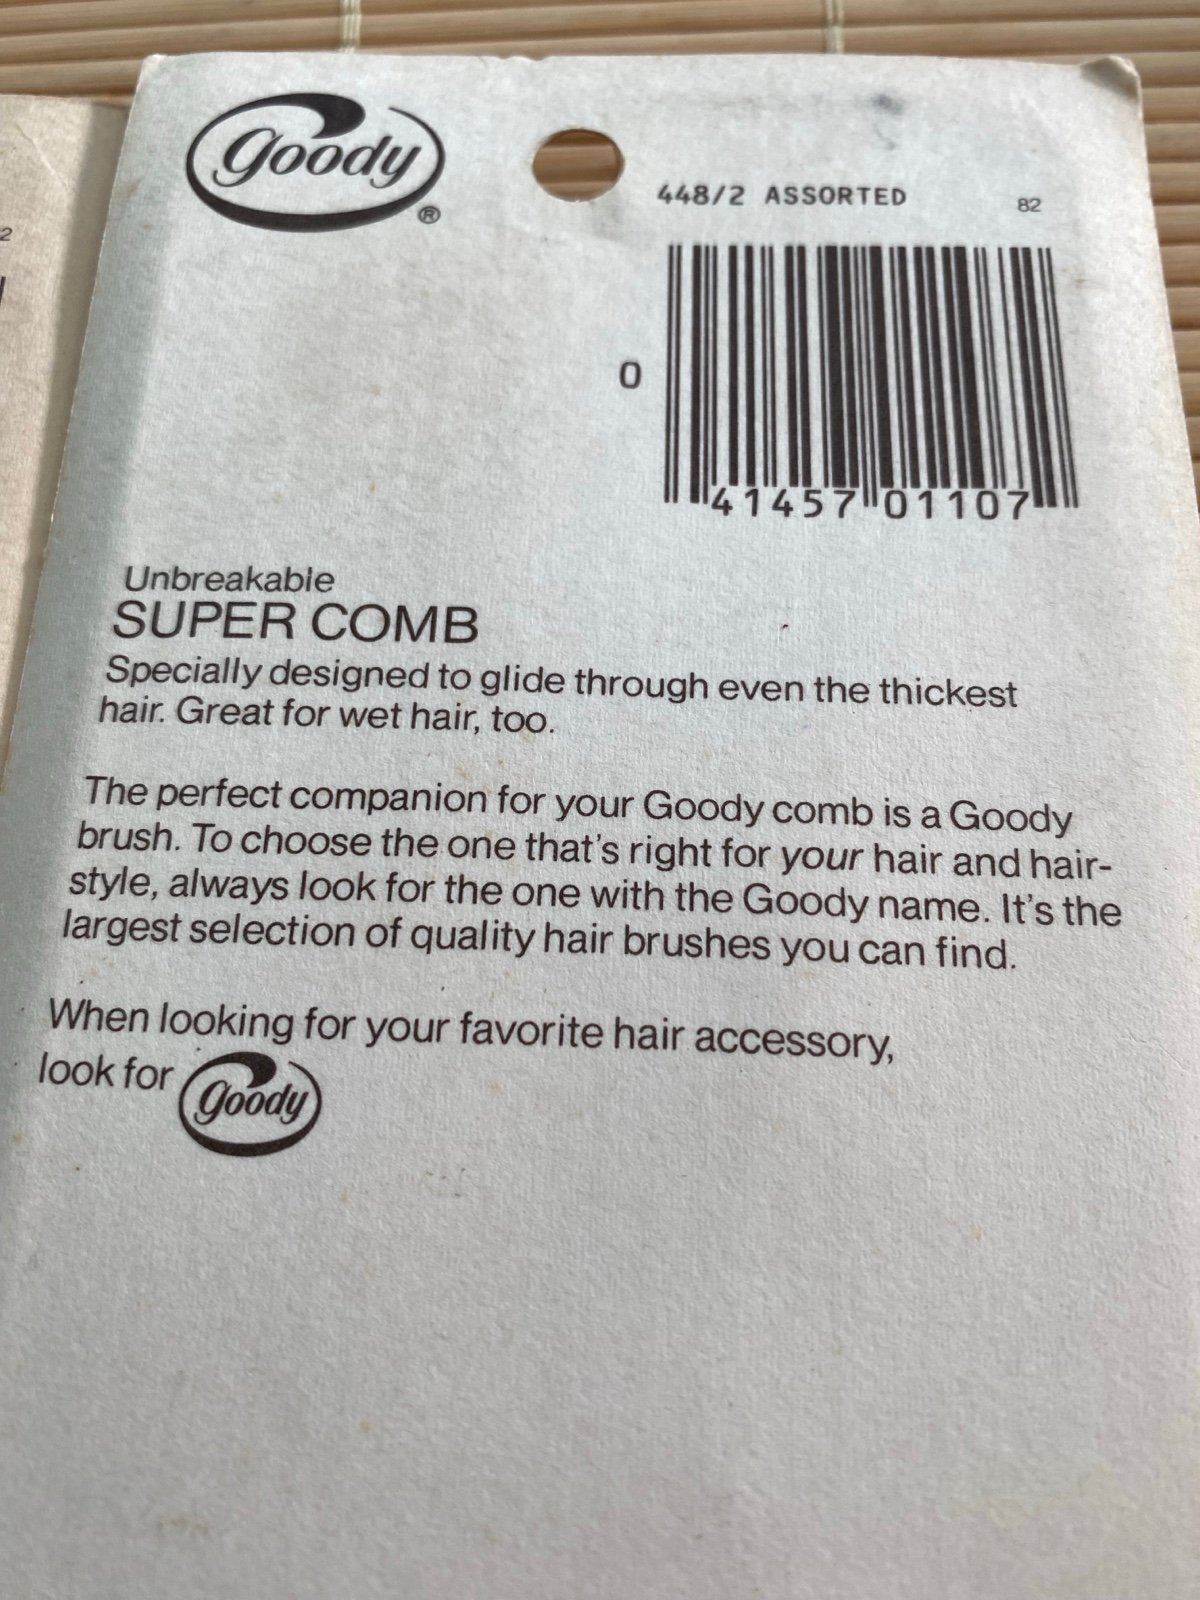 goody®
448/2 ASSORTED 82
2
0
41457 01107
Unbreakable
SUPER COMB
Specially designed to glide through even the thickest
hair. Great for wet hair, too.
The perfect companion for your Goody comb is a Goody
brush. To choose the one that's right for your hair and hair-
style, always look for the one with the Goody name. It's the
largest selection of quality hair brushes you can find.
When looking for your favorite hair accessory,
look for goody